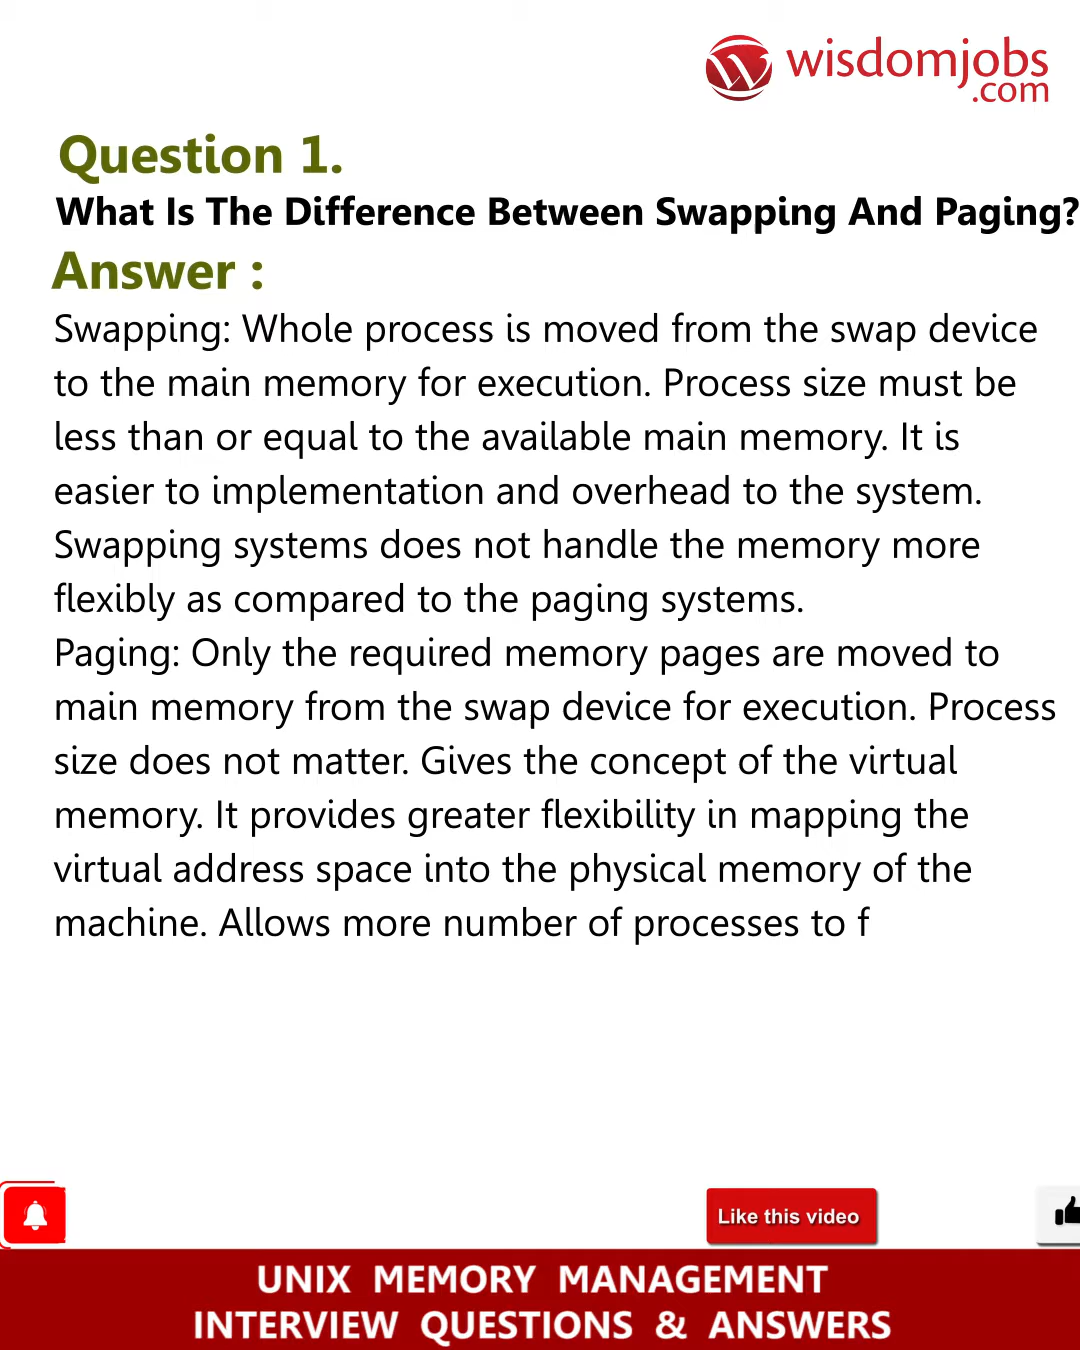 wisdomjobs
.com
Question 1.
What Is The Difference Between Swapping And Paging?
Answer :
Swapping: Whole process is moved from the swap device
to the main memory for execution. Process size must be
less than or equal to the available main memory. It is
easier to implementation and overhead to the system.
Swapping systems does not handle the memory more
flexibly as compared to the paging systems.
Paging: Only the required memory pages are moved to
main memory from the swap device for execution. Process
size does not matter. Gives the concept of the virtual
memory. It provides greater flexibility in mapping the
virtual address space into the physical memory of the
machine. Allows more number of processes to f
Like this video
UNIX MEMORY MANAGEMENT
INTERVIEW QUESTIONS & ANSWERS